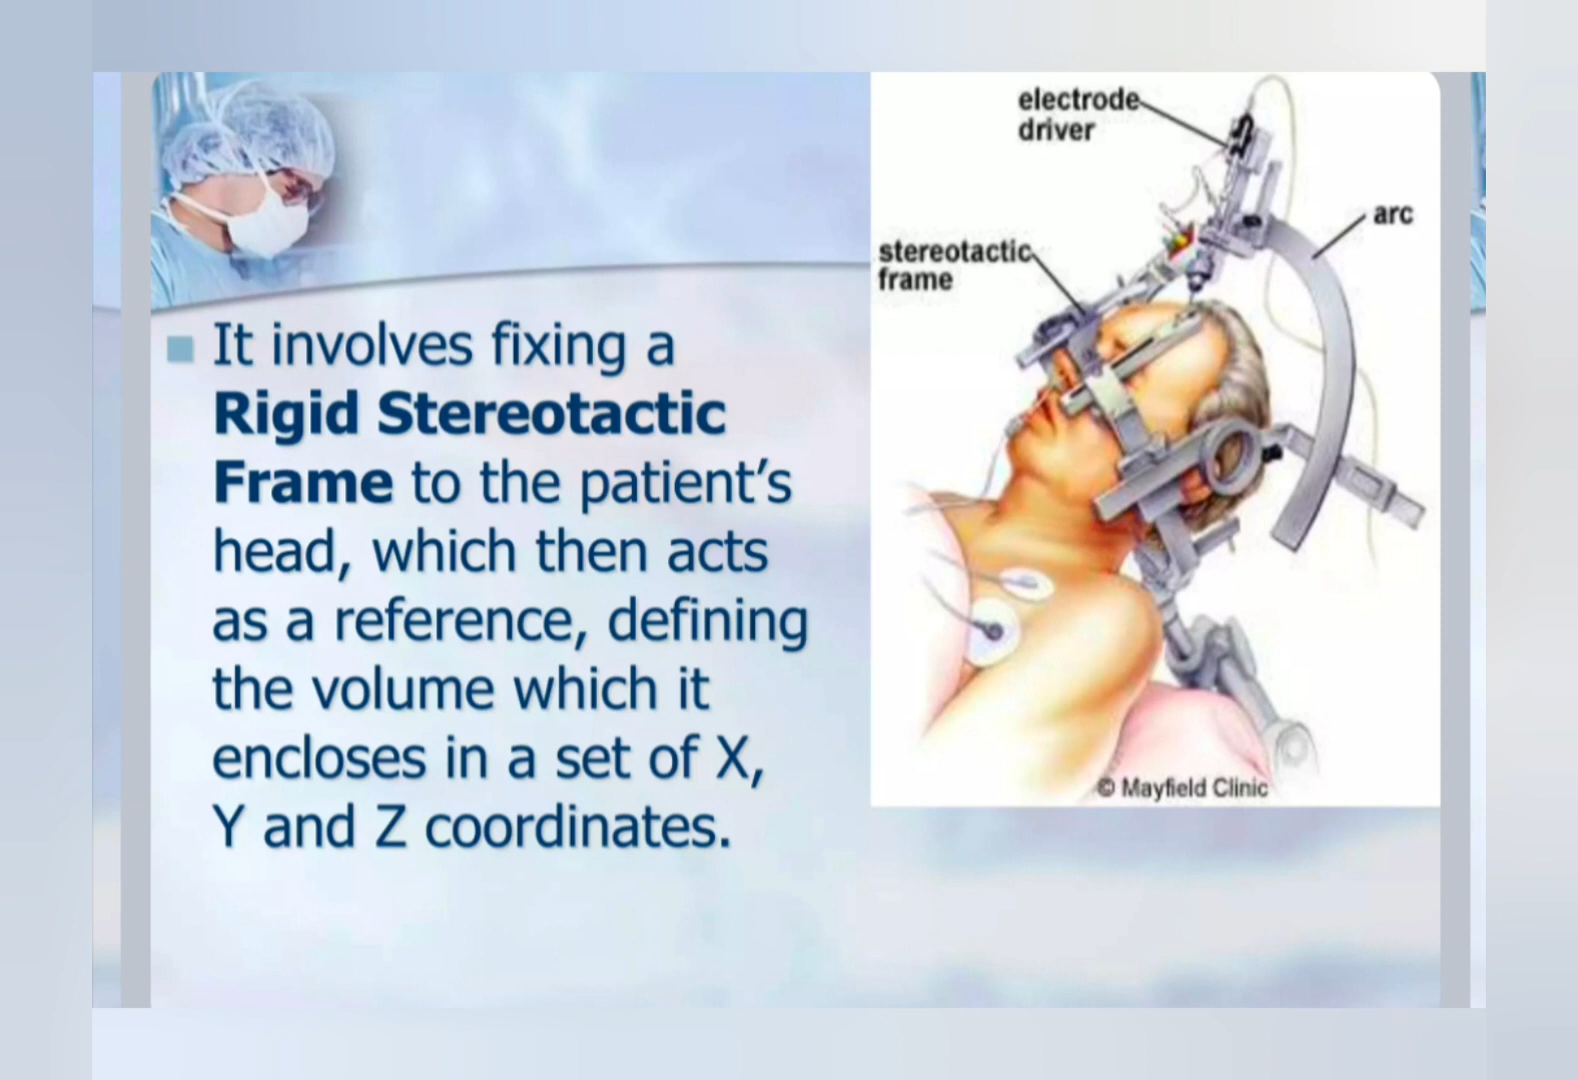 It involves fixing a
Rigid Stereotactic
Frame to the patient's
head, which then acts
as a reference, defining
the volume which it
encloses in a set of X,
Y and Z coordinates.
electrode
driver
arc
stereotactic
frame
© Mayfield Clinic